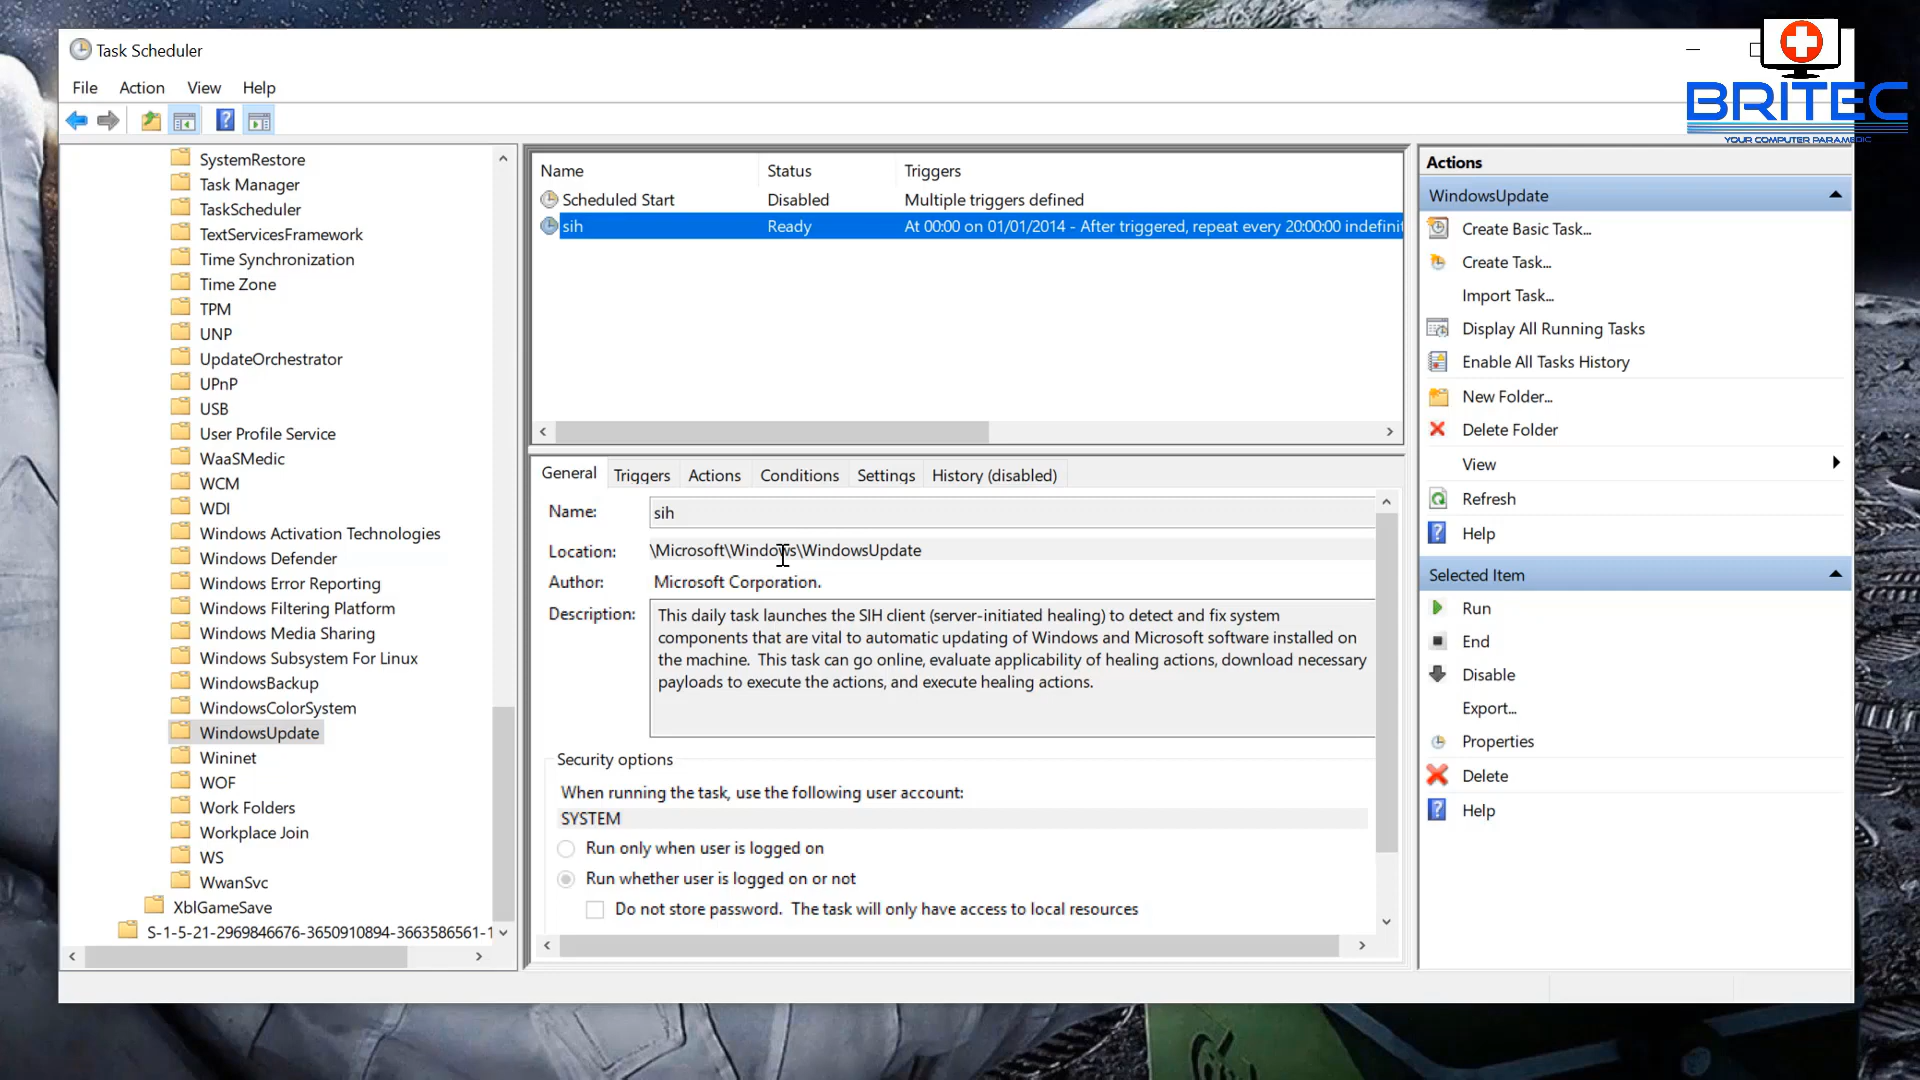 Task Scheduler
BRITEC
YOUR COMPUTER PARAMEDIC
File Action View Help
SystemRestore
Task Manager
TaskScheduler
TextServicesFramework
Time Synchronization
Time Zone
TPM
UNP
UpdateOrchestrator
UPnP
USB
User Profile Service
WaaSMedic
WCM
WDI
Windows Activation Technologies
Windows Defender
Windows Error Reporting
Windows Filtering Platform
Windows Media Sharing
Windows Subsystem For Linux
WindowsBackup
WindowsColorSystem
WindowsUpdate
Wininet
WOF
Work Folders
Workplace Join
WS
WwanSvc
XblGameSave
S-1-5-21-2969846676-3650910894-3663586561-1
Name Status Triggers
Scheduled Start Disabled Multiple triggers defined
sih Ready At 00:00 on 01/01/2014 - After triggered, repeat every 20:00:00 indefinit
General Triggers Actions Conditions Settings History (disabled)
Name: sih
Location: \Microsoft\Windows\WindowsUpdate
Author: Microsoft Corporation.
Description: This daily task launches the SIH client (server-initiated healing) to detect and fix system
components that are vital to automatic updating of Windows and Microsoft software installed on
the machine. This task can go online, evaluate applicability of healing actions, download necessary
payloads to execute the actions, and execute healing actions.
Security options
When running the task, use the following user account:
SYSTEM
Run only when user is logged on
Run whether user is logged on or not
Do not store password. The task will only have access to local resources
Actions
WindowsUpdate
Create Basic Task...
Create Task...
Import Task...
Display All Running Tasks
Enable All Tasks History
New Folder...
Delete Folder
View
Refresh
Help
Selected Item
Run
End
Disable
Export...
Properties
Delete
Help